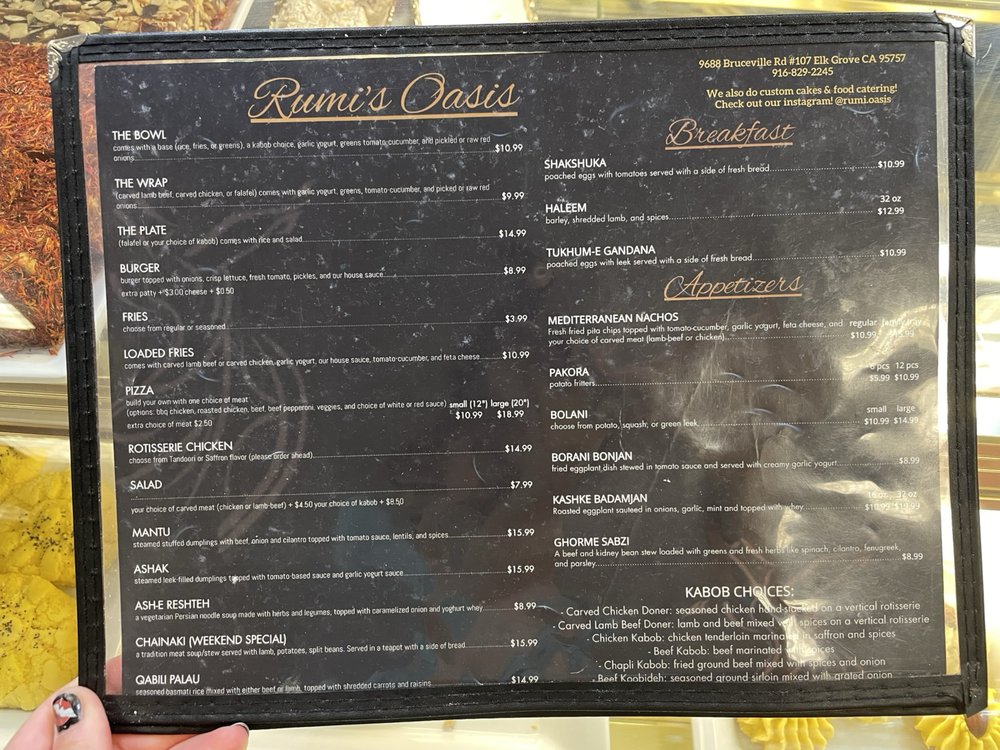 Rumi's Oasis
THE BOWL
comes with a base (rice, fries, or greens), a kabob choice, garlic yogurt, greens tomato-cucumber, and pickled or raw red
onions $10.99
THE WRAP
(carved lamb beef, carved chicken, or falafel) comes with garlic yogurt, greens, tomato-cucumber, and picked or raw red
onions $9.99
THE PLATE
(falafel or your choice of kabob) comes with rice and salad $14.99
BURGER
burger topped with onions, crisp lettuce, fresh tomato, pickles, and our house sauce $8.99
extra patty + $3.00 cheese + $0.50
FRIES
choose from regular or seasoned $3.99
LOADED FRIES
comes with carved lamb beef or carved chicken, garlic yogurt, our house sauce, tomato-cucumber, and feta cheese $10.99
PIZZA
build your own with one choice of meat
(options: bbq chicken, roasted chicken, beef, beef pepperoni, veggies, and choice of white or red sauce) small (12") large (20")
$10.99 $18.99
extra choice of meat $2.50
ROTISSERIE CHICKEN
choose from Tandoori or Saffron flavor (please order ahead) $14.99
SALAD
$7.99
your choice of carved meat (chicken or lamb-beef) + $4.50 your choice of kabob + $8.50
MANTU
steamed stuffed dumplings with beef, onion and cilantro topped with tomato sauce, lentils, and spices $15.99
ASHAK
steamed leek-filled dumplings topped with tomato-based sauce and garlic yogurt sauce $15.99
ASH-E RESHTEH
a vegetarian Persian noodle soup made with herbs and legumes, topped with caramelized onion and yoghurt whey $8.99
CHAINAKI (WEEKEND SPECIAL)
a tradition meat soup/stew served with lamb, potatoes, split beans. Served in a teapot with a side of bread $15.99
QABILI PALAU
seasoned basmati rice mixed with either beef or lamb, topped with shredded carrots and raisins $14.99
9688 Bruceville Rd #107 Elk Grove CA 95757
916-829-2245
We also do custom cakes & food catering!
Check out our instagram! @rumi.oasis
Breakfast
SHAKSHUKA
poached eggs with tomatoes served with a side of fresh bread $10.99
HALEEM 32 oz
barley, shredded lamb, and spices $12.99
TUKHUM-E GANDANA
poached eggs with leek served with a side of fresh bread $10.99
Appetizers
MEDITERRANEAN NACHOS
Fresh fried pita chips topped with tomato-cucumber, garlic yogurt, feta cheese, and regular family tray
your choice of carved meat (lamb-beef or chicken) $10.99
PAKORA 6 pcs 12 pcs
potato fritters $5.99 $10.99
BOLANI small large
choose from potato, squash, or green leek $10.99 $14.99
BORANI BONJAN
fried eggplant dish stewed in tomato sauce and served with creamy garlic yogurt $8.99
KASHKE BADAMJAN 16 oz 32 oz
Roasted eggplant sauteed in onions, garlic, mint and topped with whey $10.99 $19.99
GHORME SABZI
A beef and kidney bean stew loaded with greens and fresh herbs like spinach, cilantro, fenugreek,
and parsley $8.99
KABOB CHOICES:
- Carved Chicken Doner: seasoned chicken hand-stacked on a vertical rotisserie
- Carved Lamb Beef Doner: lamb and beef mixed with spices on a vertical rotisserie
- Chicken Kabob: chicken tenderloin marinated in saffron and spices
- Beef Kabob: beef marinated with spices
- Chapli Kabob: fried ground beef mixed with spices and onion
- Beef Koobideh: seasoned ground sirloin mixed with grated onion